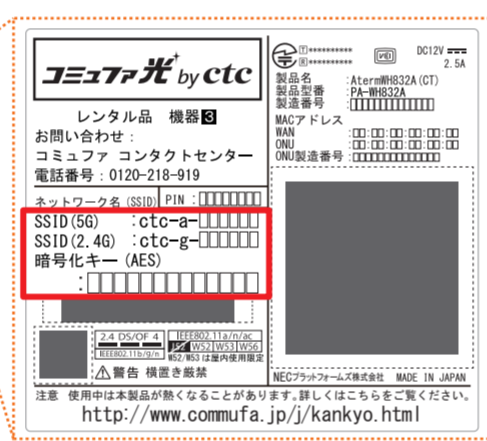 コミュファ光 by ctc
レンタル品 機器3
お問い合わせ:
コミュファ コンタクトセンター
電話番号:0120-218-919
ネットワーク名 (SSID) PIN :□□□□□□□□
SSID(5G) :ctc-a-□□□□□□
SSID(2.4G) :ctc-g-□□□□□□
暗号化キー (AES)
:□□□□□□□□□□□□□
2.4 DS/OF 4
IEEE802.11b/g/n
IEEE802.11a/n/ac
J52 W52 W53 W56
W52/W53 は屋内使用限定
警告 横置き厳禁
T **********
R **********
DC12V
2.5A
製品名 :AtermWH832A(CT)
製品型番 :PA-WH832A
製造番号 :□□□□□□□□□□□□
MACアドレス
WAN :□□:□□:□□:□□:□□:□□
ONU :□□:□□:□□:□□:□□:□□
ONU製造番号 :□□□□□□□□□□□□
NECプラットフォームズ株式会社 MADE IN JAPAN
注意 使用中は本製品が熱くなることがあります。詳しくはこちらをご覧ください。
http://www.commufa.jp/j/kankyo.html